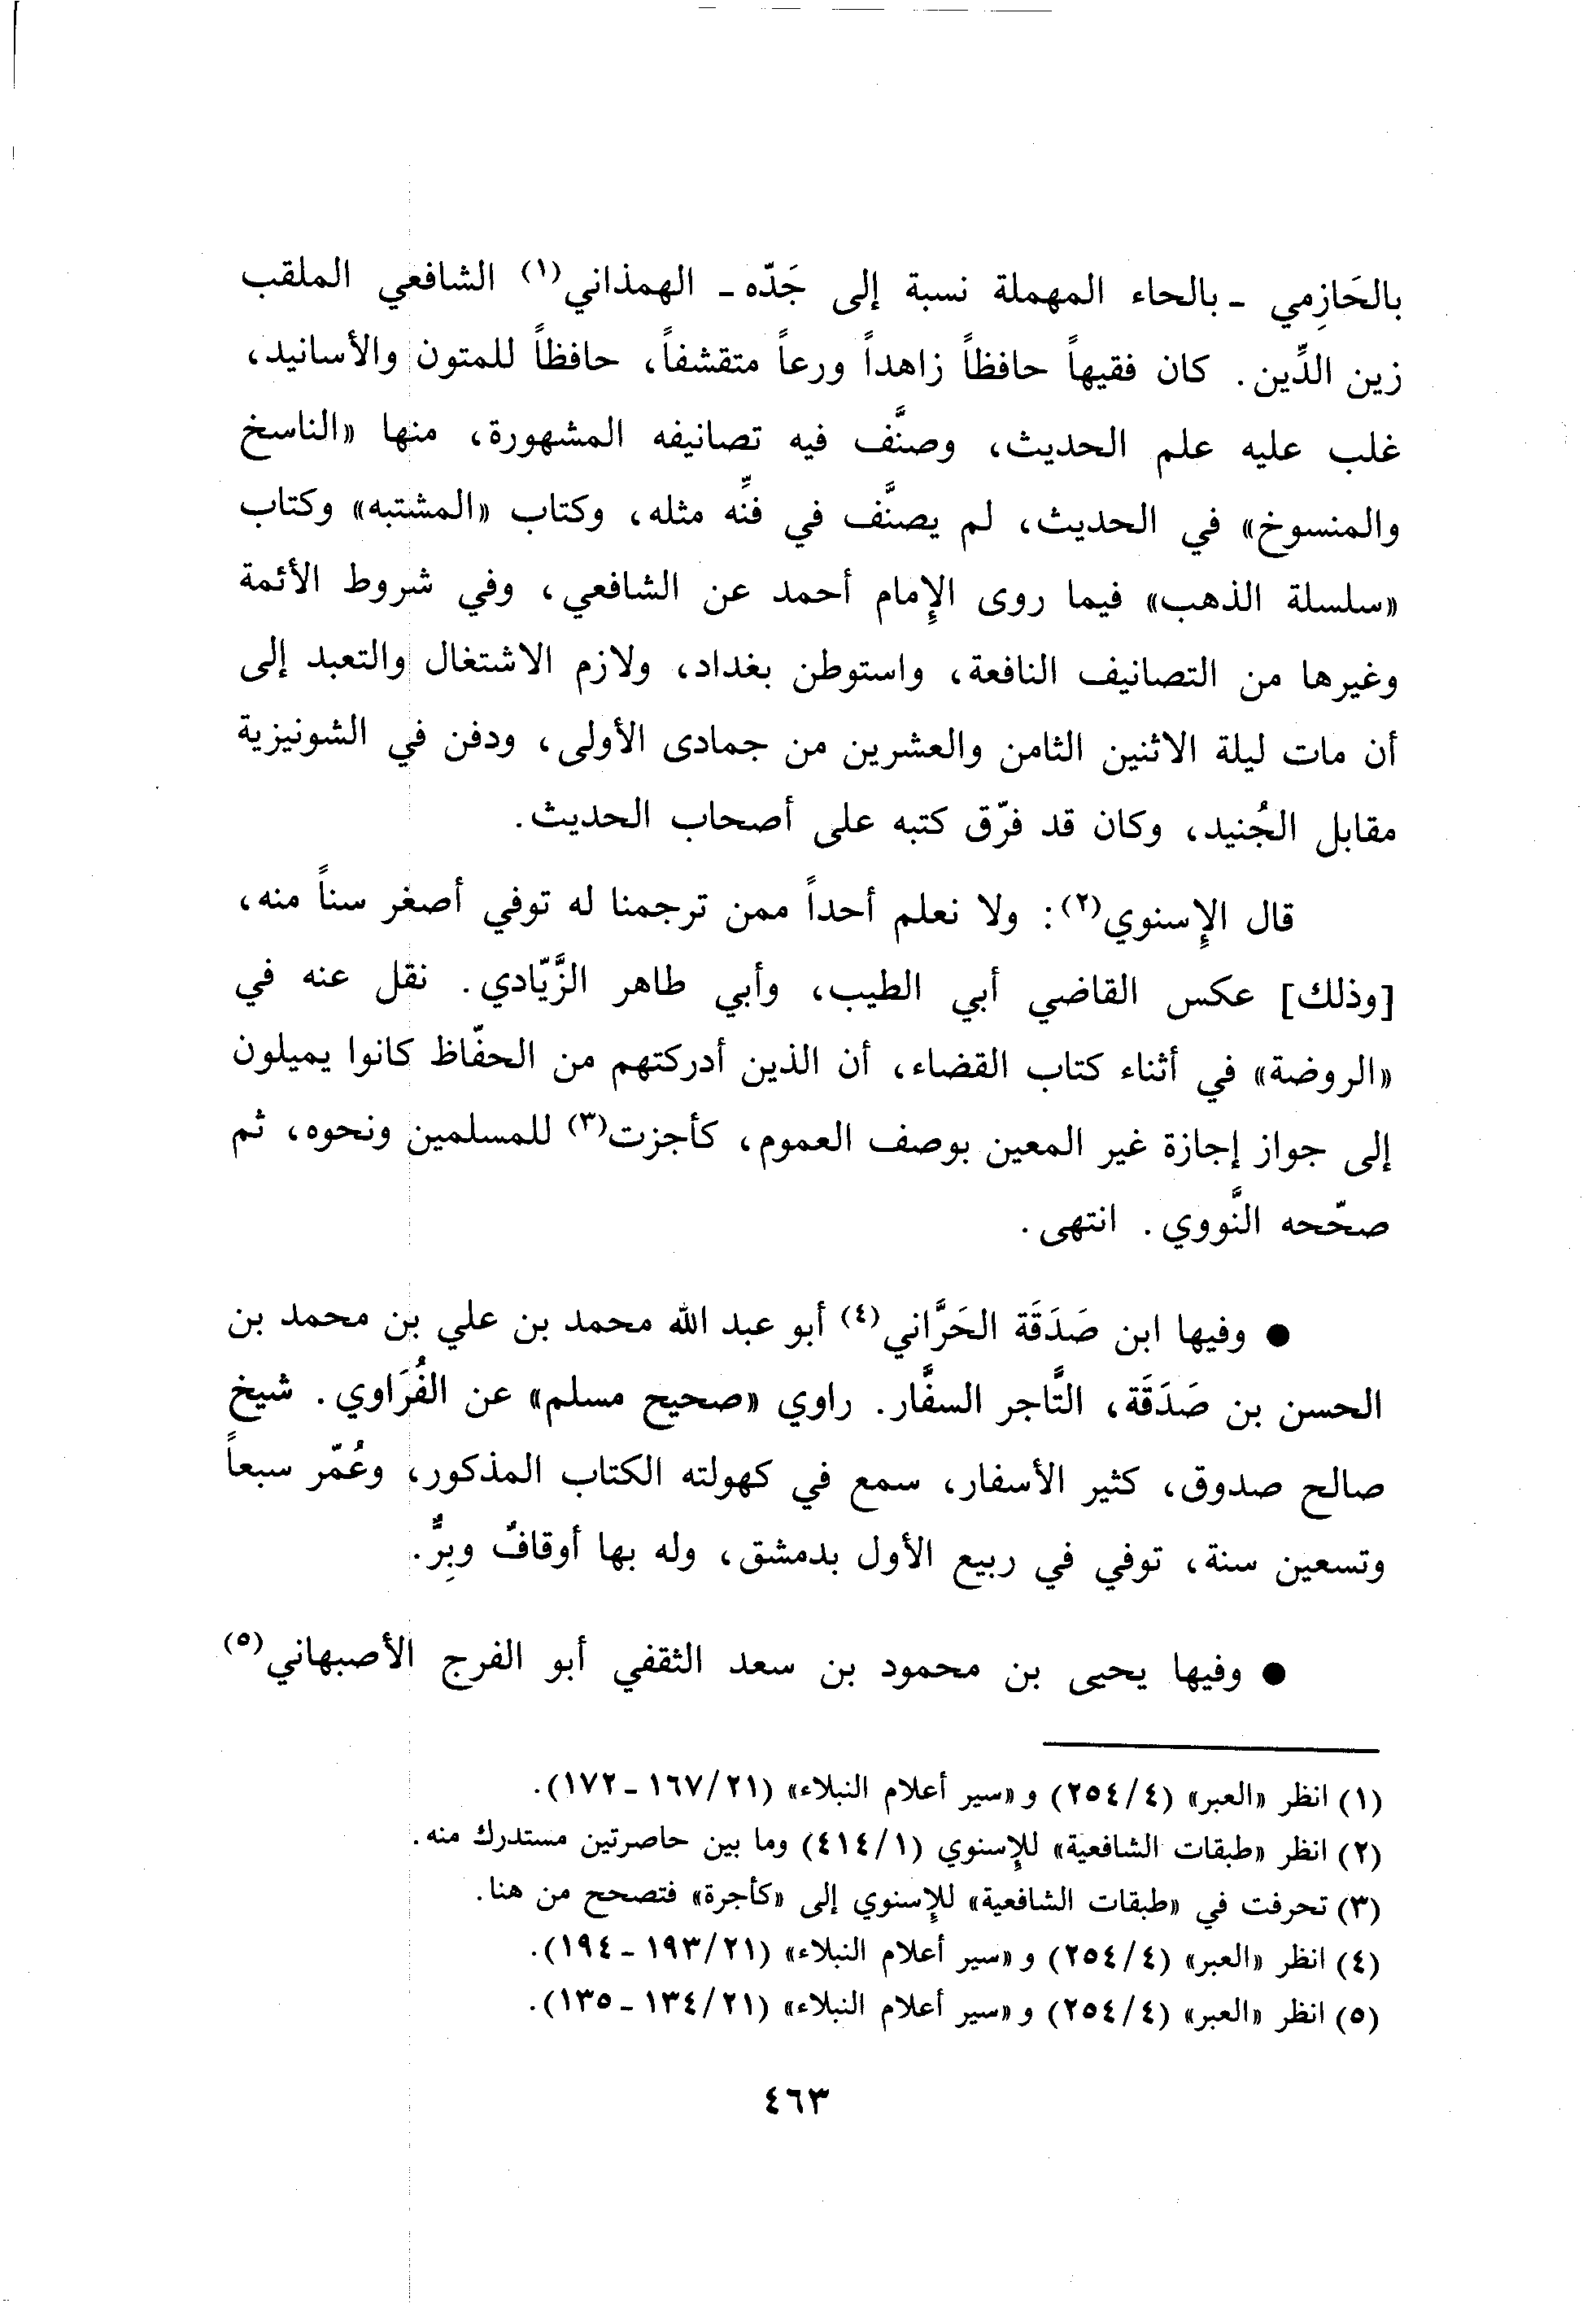 بالحَازِمي ـ بالحاء المهملة نسبة إلى جَدّه ـ الهمذاني(١) الشافعي الملقب
زين الدِّين. كان فقيهاً حافظاً زاهداً ورعاً متقشفاً، حافظاً للمتون والأسانيد،
غلب عليه علم الحديث، وصنَّف فيه تصانيفه المشهورة، منها «الناسخ
والمنسوخ» في الحديث، لم يصنَّف في فنِّه مثله، وكتاب «المشتبه» وكتاب
«سلسلة الذهب» فيما روى الإِمام أحمد عن الشافعي، وفي شروط الأئمة
وغيرها من التصانيف النافعة، واستوطن بغداد، ولازم الاشتغال والتعبد إلى
أن مات ليلة الاثنين الثامن والعشرين من جمادى الأولى، ودفن في الشونيزية
مقابل الجُنيد، وكان قد فرّق كتبه على أصحاب الحديث.
قال الإِسنوي(٢): ولا نعلم أحداً ممن ترجمنا له توفي أصغر سناً منه،
[وذلك] عكس القاضي أبي الطيب، وأبي طاهر الزَّيّادي. نقل عنه في
«الروضة» في أثناء كتاب القضاء، أن الذين أدركتهم من الحفّاظ كانوا يميلون
إلى جواز إجازة غير المعين بوصف العموم، كأجزت(٣) للمسلمين ونحوه، ثم
صحّحه النَّووي. انتهى.
● وفيها ابن صَدَقَة الحَرَّاني(٤) أبو عبد الله محمد بن علي بن محمد بن
الحسن بن صَدَقَة، التَّاجر السفَّار. راوي «صحيح مسلم» عن الفُرَاوي. شيخ
صالح صدوق، كثير الأسفار، سمع في كهولته الكتاب المذكور، وعُمّر سبعاً
وتسعين سنة، توفي في ربيع الأول بدمشق، وله بها أوقافٌ وبِرٌّ.
● وفيها يحيى بن محمود بن سعد الثقفي أبو الفرج الأصبهاني(٥)
(١) انظر «العبر» (٢٥٤/٤) و «سير أعلام النبلاء» (١٦٧/٢١ ـ ١٧٢).
(٢) انظر «طبقات الشافعية» للإِسنوي (٤١٤/١) وما بين حاصرتين مستدرك منه.
(٣) تحرفت في «طبقات الشافعية» للإِسنوي إلى «كأجرة» فتصحح من هنا.
(٤) انظر «العبر» (٢٥٤/٤) و «سير أعلام النبلاء» (١٩٣/٢١ ـ ١٩٤).
(٥) انظر «العبر» (٢٥٤/٤) و «سير أعلام النبلاء» (١٣٤/٢١ ـ ١٣٥).
٤٦٣